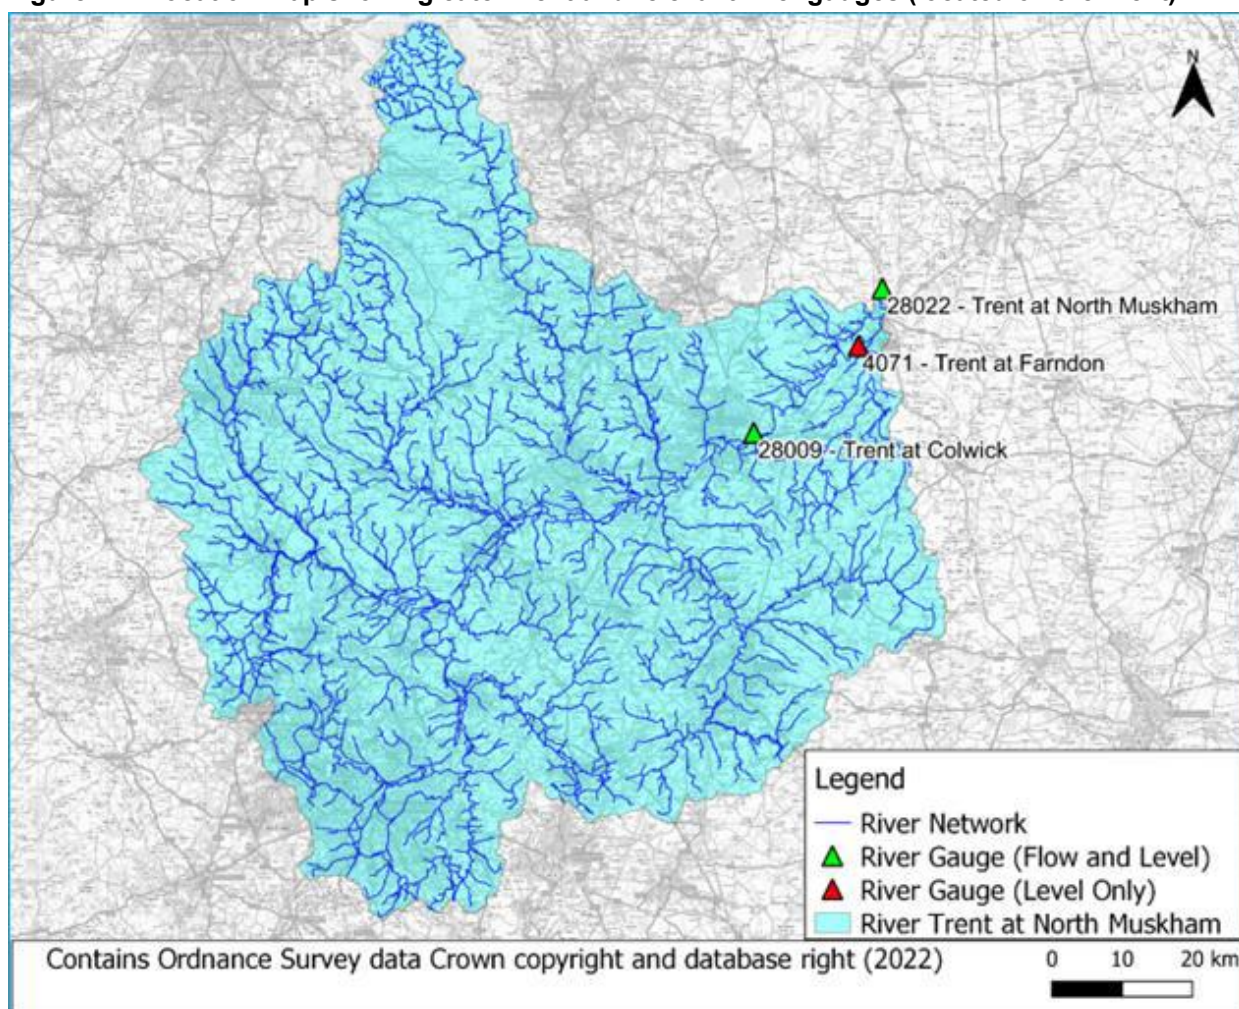 N
28022 - Trent at North Muskham
4071 - Trent at Farndon
28009 - Trent at Colwick
Legend
River Network
River Gauge (Flow and Level)
River Gauge (Level Only)
River Trent at North Muskham
Contains Ordnance Survey data Crown copyright and database right (2022)
0 10 20 km